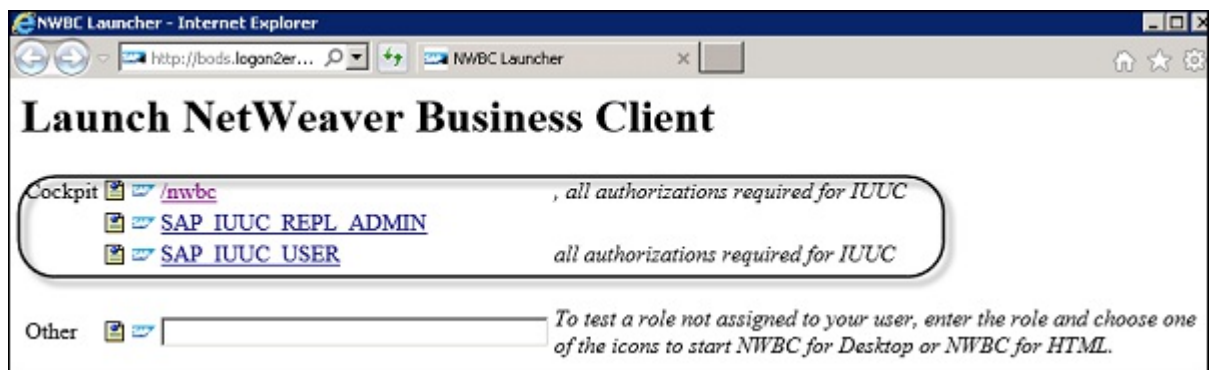 NWBC Launcher - Internet Explorer
http://bods.logon2er... NWBC Launcher
Launch NetWeaver Business Client
Cockpit /nwbc , all authorizations required for IUUC
SAP_IUUC_REPL_ADMIN
SAP_IUUC_USER all authorizations required for IUUC
Other To test a role not assigned to your user, enter the role and choose one
of the icons to start NWBC for Desktop or NWBC for HTML.